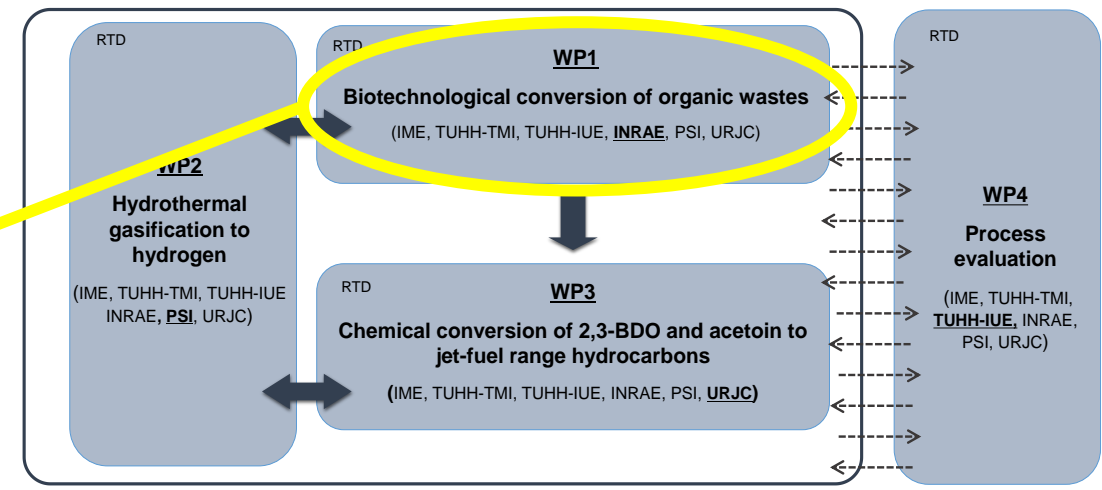 RTD
WP2
Hydrothermal
gasification to
hydrogen
(IME, TUHH-TMI, TUHH-IUE
INRAE, PSI, URJC)
RTD
WP1
Biotechnological conversion of organic wastes
(IME, TUHH-TMI, TUHH-IUE, INRAE, PSI, URJC)
RTD
WP3
Chemical conversion of 2,3-BDO and acetoin to
jet-fuel range hydrocarbons
(IME, TUHH-TMI, TUHH-IUE, INRAE, PSI, URJC)
RTD
WP4
Process
evaluation
(IME, TUHH-TMI,
TUHH-IUE, INRAE,
PSI, URJC)